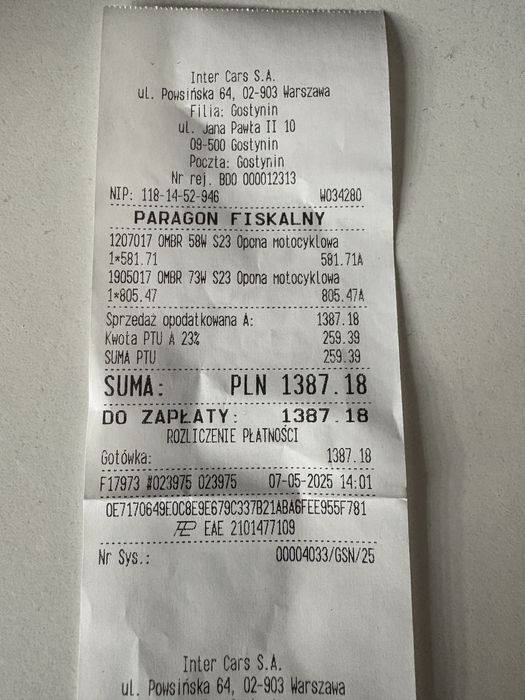 Inter Cars S.A.
ul. Powsińska 64, 02-903 Warszawa
Filia: Gostynin
ul. Jana Pawła II 10
09-500 Gostynin
Poczta: Gostynin
Nr rej. BDO 000012313
NIP: 118-14-52-946 W034280
PARAGON FISKALNY
1207017 OMBR 58W S23 Opona motocyklowa
1*581.71 581.71A
1905017 OMBR 73W S23 Opona motocyklowa
1*805.47 805.47A
Sprzedaż opodatkowana A: 1387.18
Kwota PTU A 23% 259.39
SUMA PTU 259.39
SUMA: PLN 1387.18
DO ZAPŁATY: 1387.18
ROZLICZENIE PŁATNOŚCI
Gotówka: 1387.18
F17973 #023975 023975 07-05-2025 14:01
0E7170649E0C8E9E679C337B21ABA6FEE955F781
EAE 2101477109
Nr Sys.: 00004033/GSN/25
Inter Cars S.A.
ul. Powsińska 64, 02-903 Warszawa